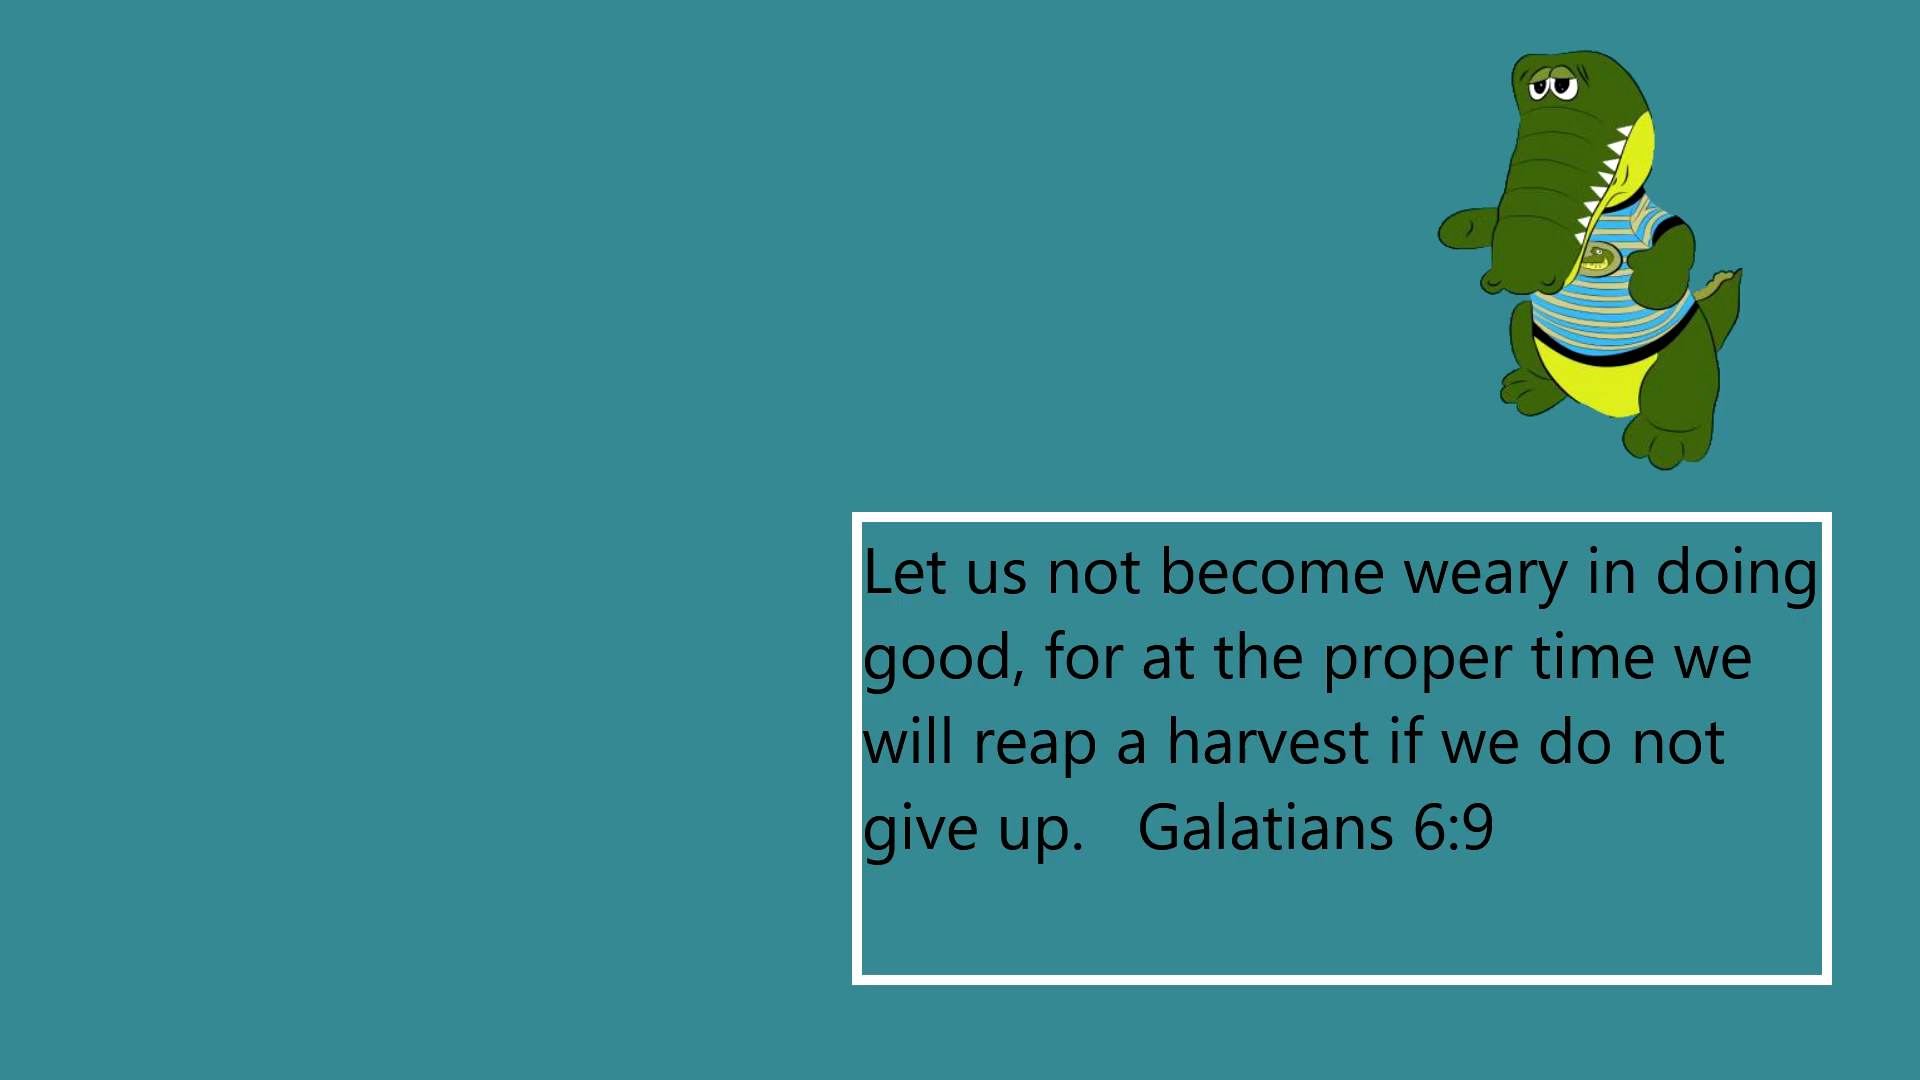 Let us not become weary in doing
good, for at the proper time we
will reap a harvest if we do not
give up.   Galatians 6:9